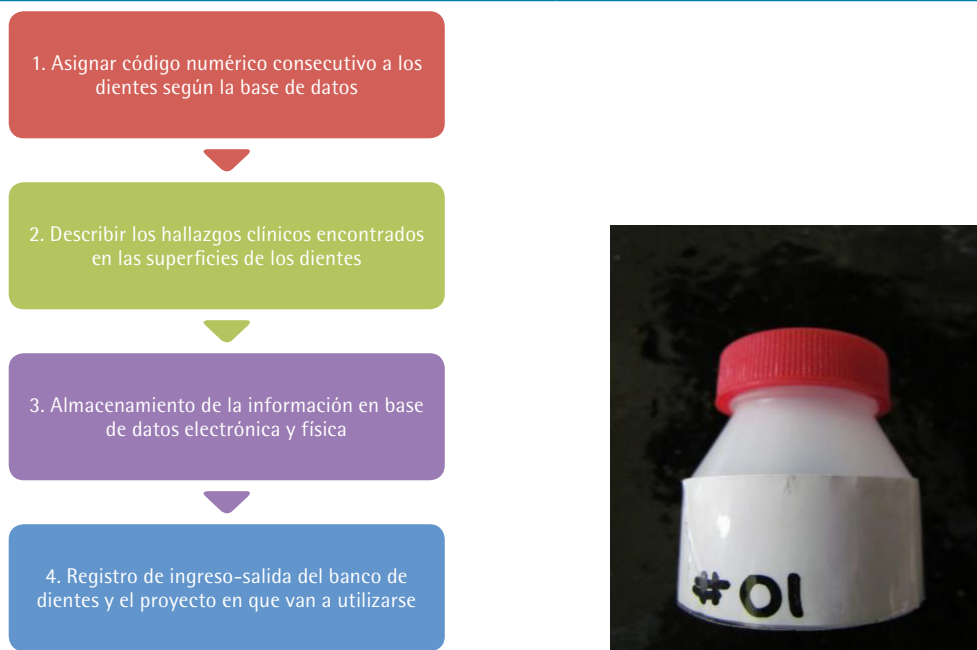 1. Asignar código numérico consecutivo a los
dientes según la base de datos
2. Describir los hallazgos clínicos encontrados
en las superficies de los dientes
3. Almacenamiento de la información en base
de datos electrónica y física
4. Registro de ingreso-salida del banco de
dientes y el proyecto en que van a utilizarse
#01